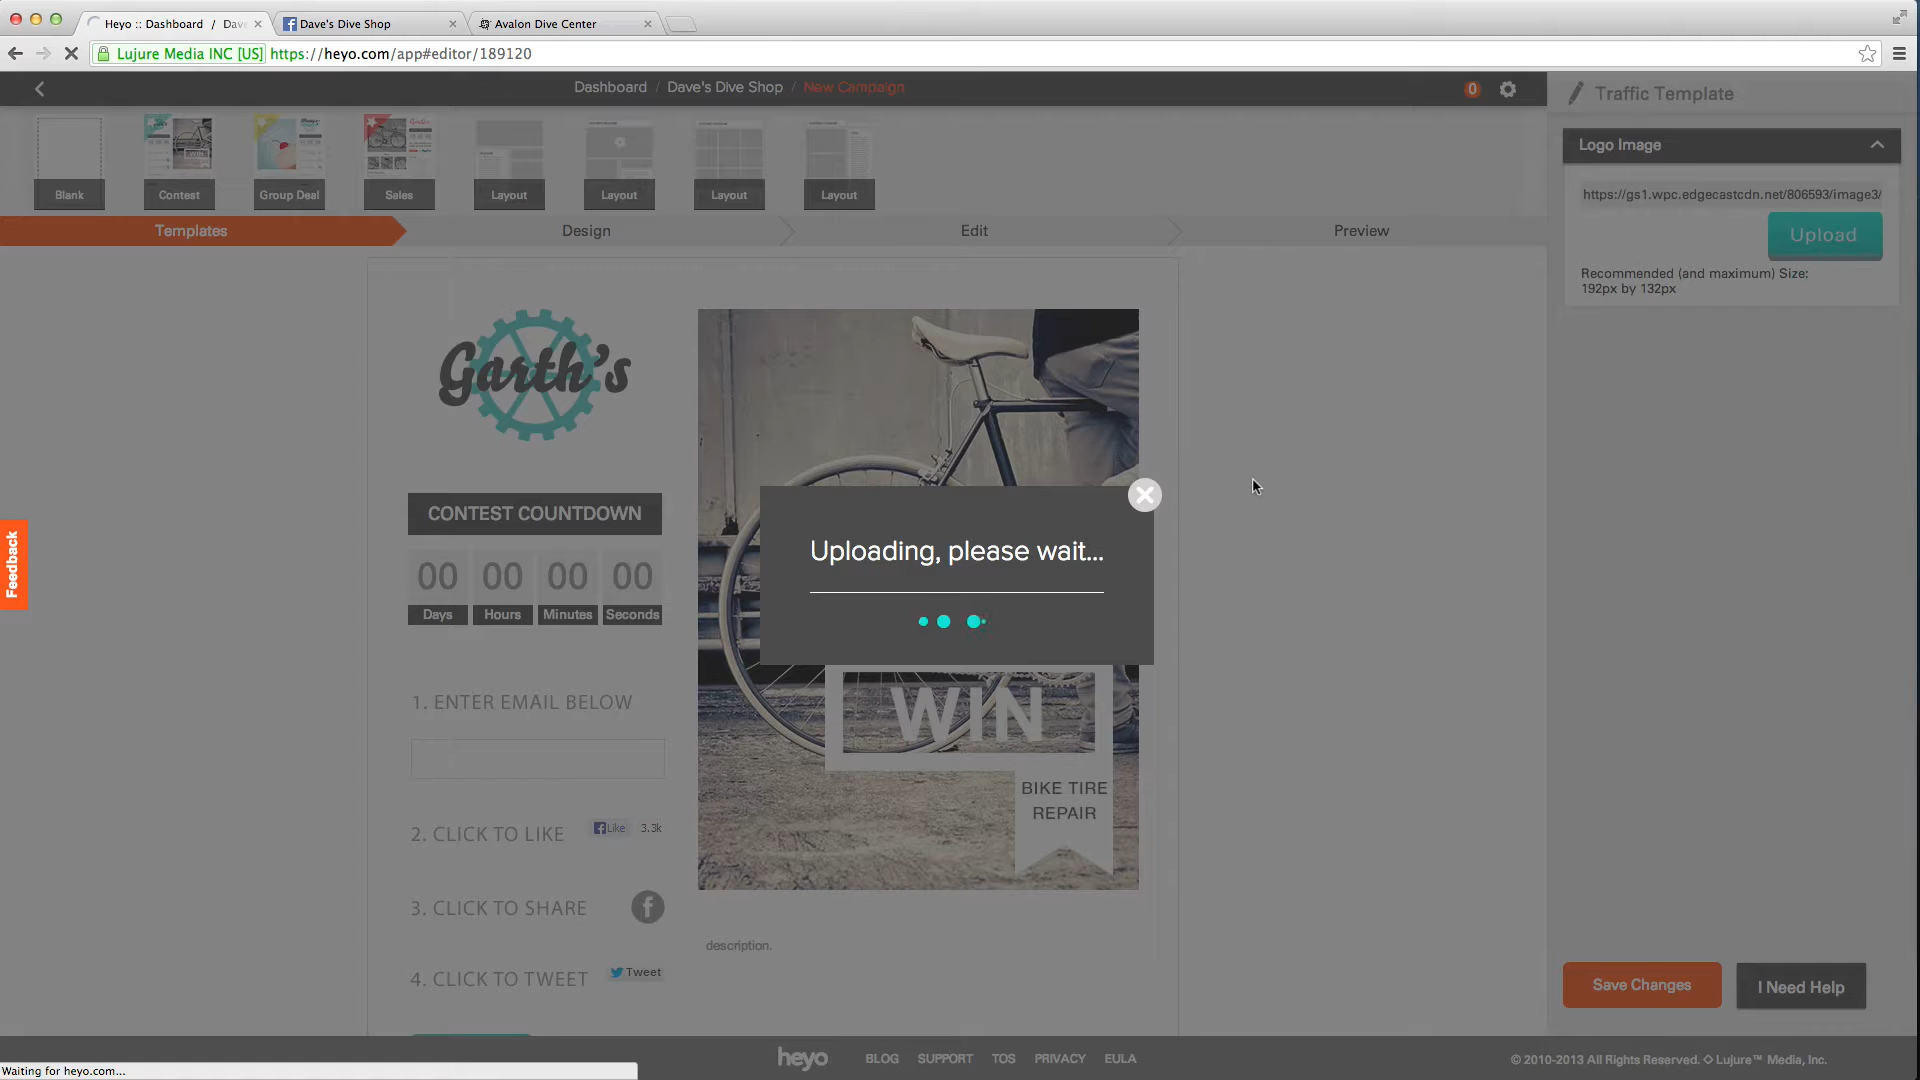 Heyo :: Dashboard / Dave
Dave's Dive Shop
Avalon Dive Center
Lujure Media INC [US] https://heyo.com/app#editor/189120
Dashboard / Dave's Dive Shop / New Campaign
0
Traffic Template
Blank
Contest
Group Deal
Sales
Layout
Layout
Layout
Layout
Templates
Design
Edit
Preview
Logo Image
https://gs1.wpc.edgecastcdn.net/806593/image3/
Upload
Recommended (and maximum) Size:
192px by 132px
Garth's
CONTEST COUNTDOWN
00 00 00 00
Days Hours Minutes Seconds
Feedback
Uploading, please wait...
1. ENTER EMAIL BELOW
WIN
BIKE TIRE
REPAIR
2. CLICK TO LIKE
Like 3.3k
3. CLICK TO SHARE
description.
4. CLICK TO TWEET
Tweet
Save Changes
I Need Help
heyo BLOG SUPPORT TOS PRIVACY EULA
© 2010-2013 All Rights Reserved. ◇ Lujure™ Media, Inc.
Waiting for heyo.com...